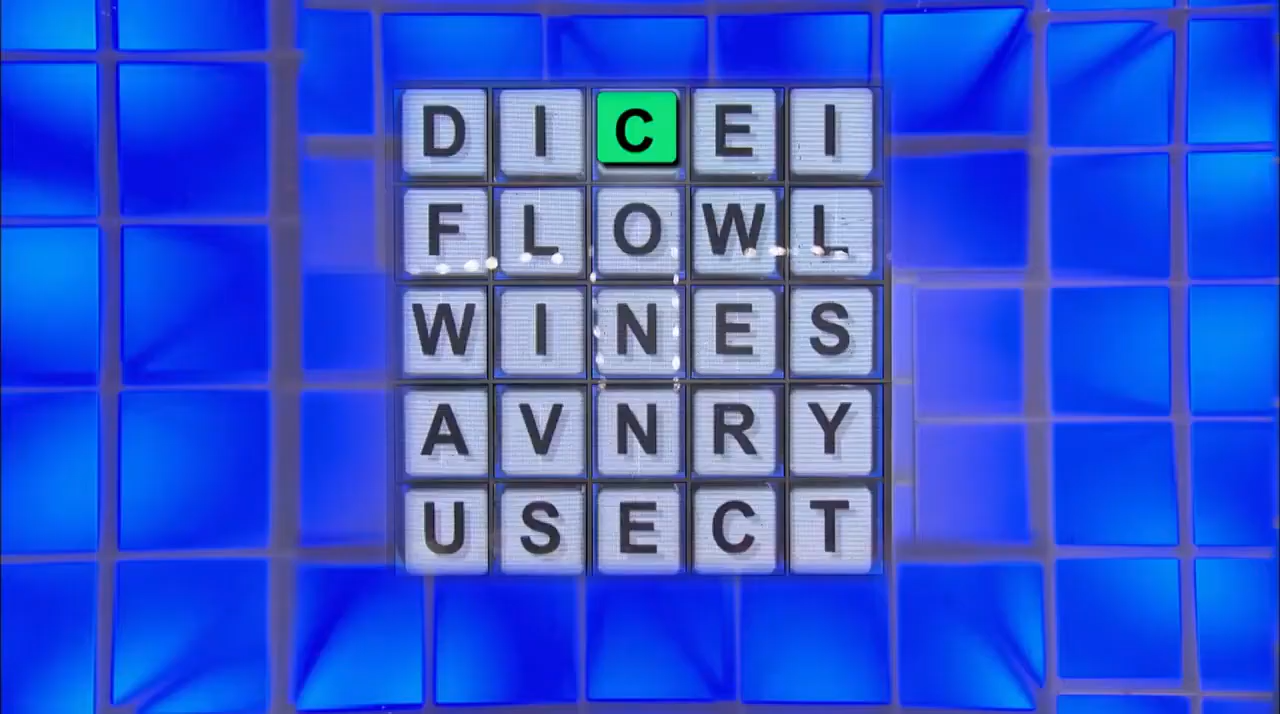 D I C E I
F L O W L
W I N E S
A V N R Y
U S E C T